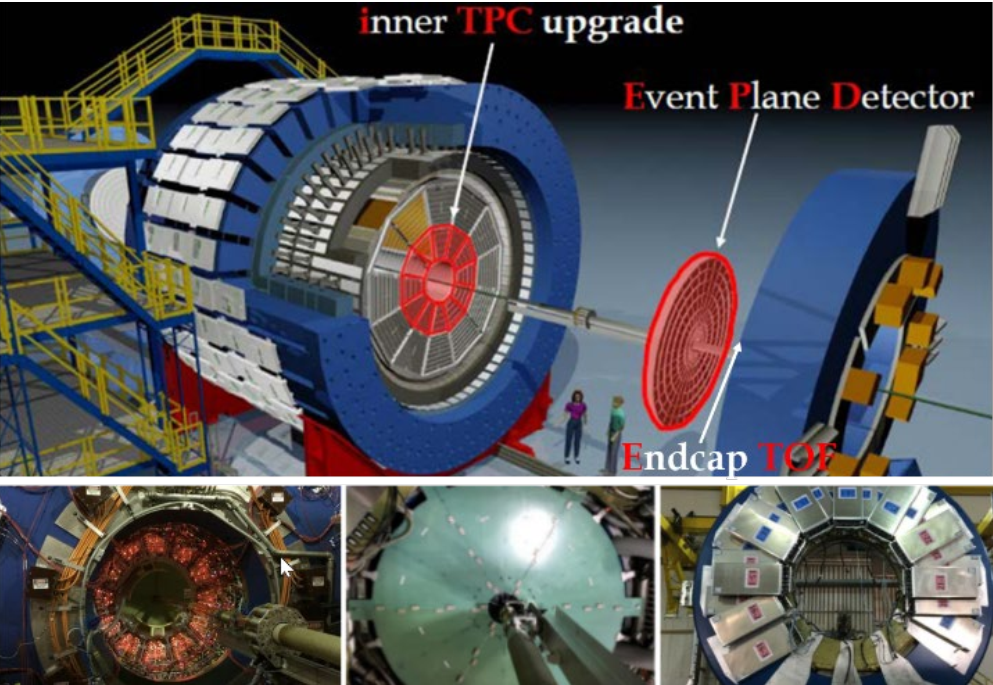 inner TPC upgrade
Event Plane Detector
Endcap TOF